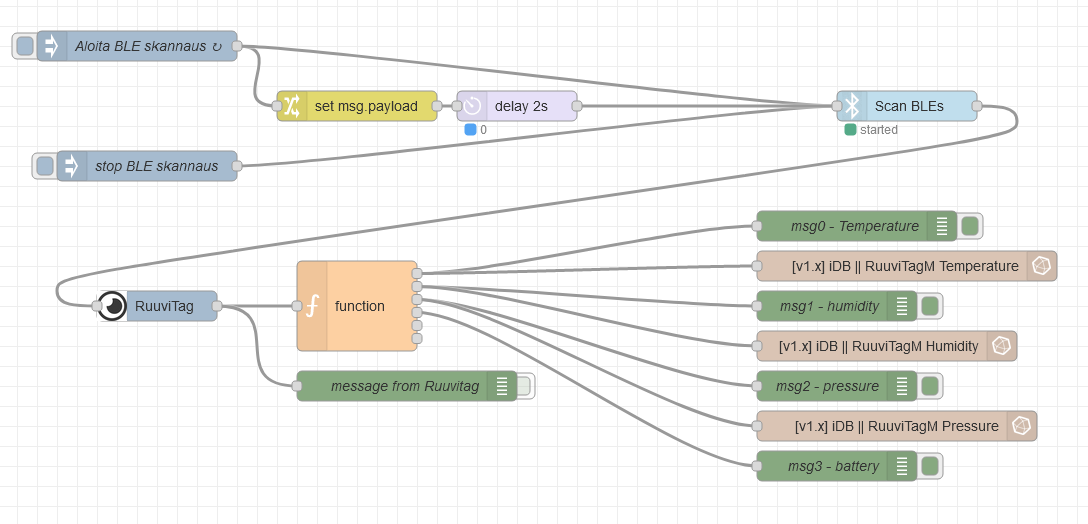 Aloita BLE skannaus ↻
set msg.payload
delay 2s
Scan BLEs
0
started
stop BLE skannaus
msg0 - Temperature
[v1.x] iDB || RuuviTagM Temperature
RuuviTag
function
msg1 - humidity
[v1.x] iDB || RuuviTagM Humidity
message from Ruuvitag
msg2 - pressure
[v1.x] iDB || RuuviTagM Pressure
msg3 - battery